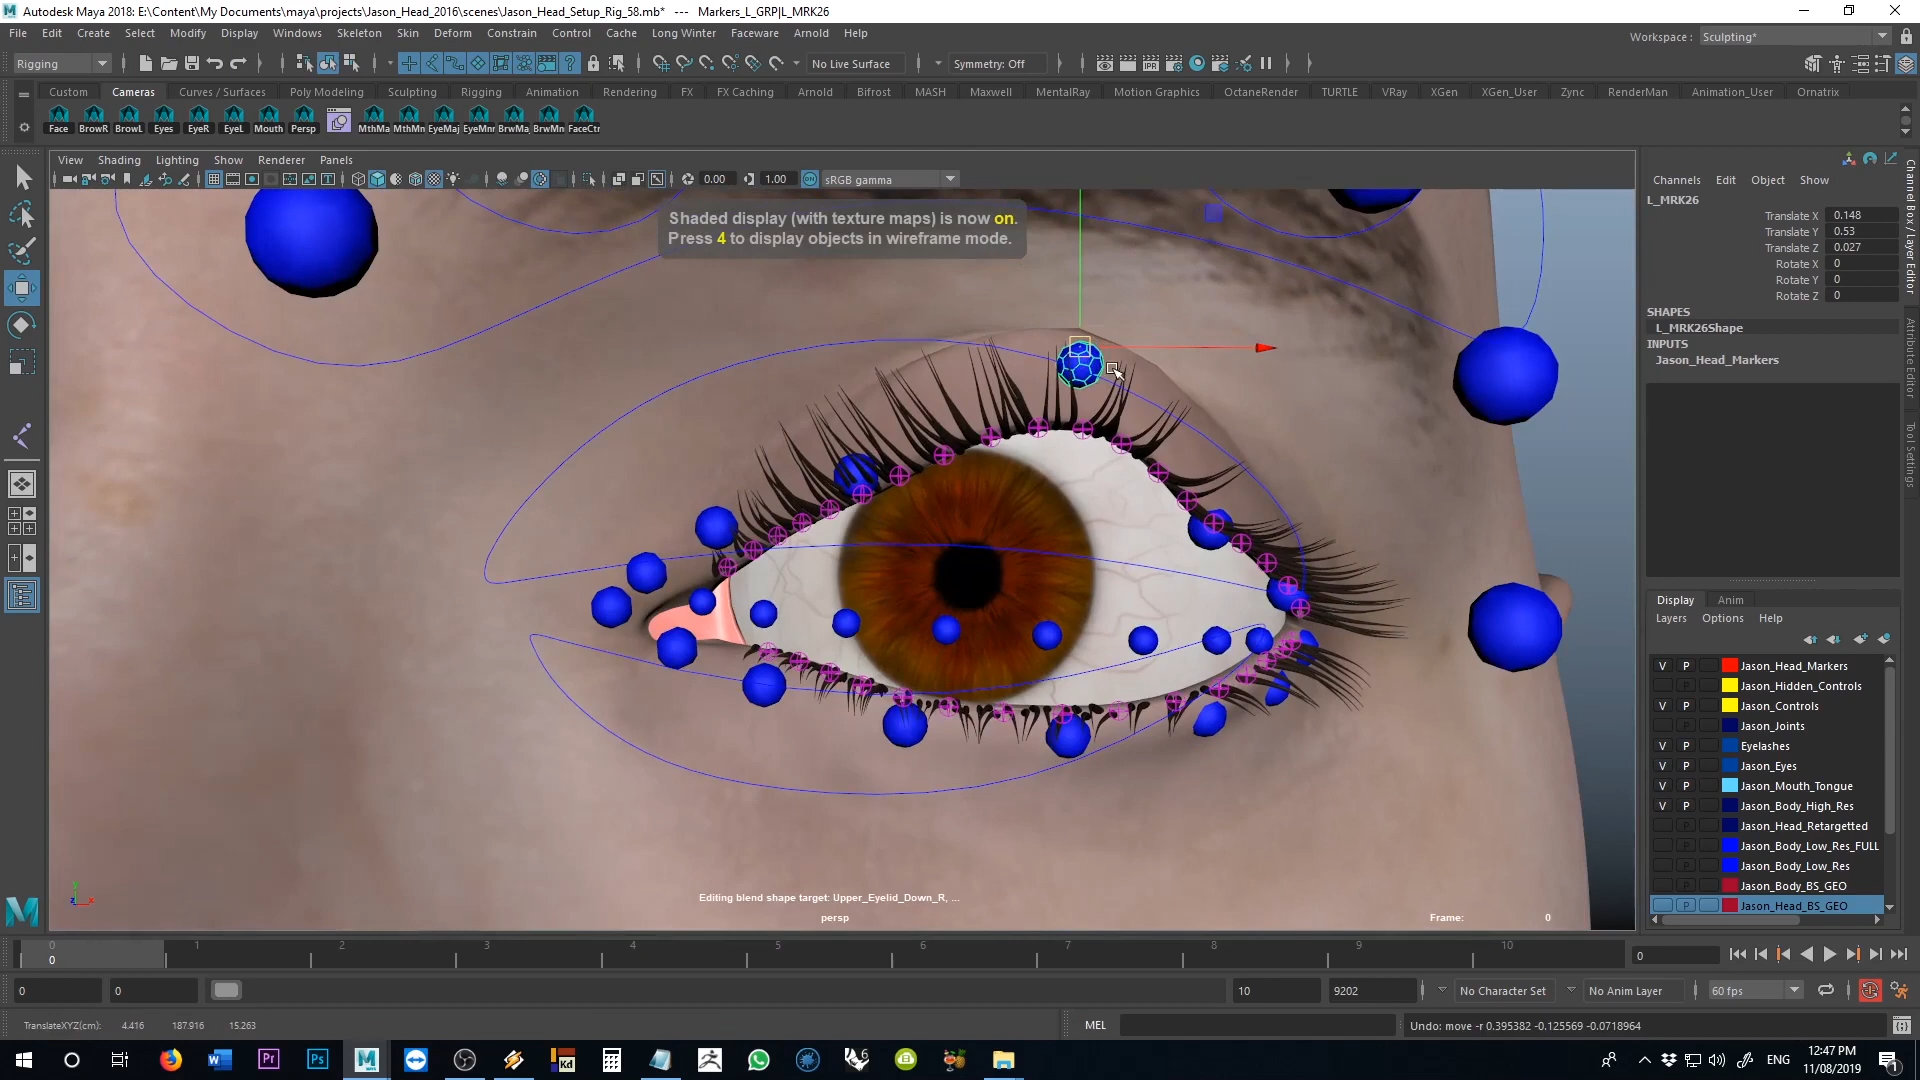 Autodesk Maya 2018: E:\Content\My Documents\maya\projects\Jason_Head_2016\scenes\Jason_Head_Setup_Rig_58.mb* --- Markers_L_GRP|L_MRK26
File Edit Create Select Modify Display Windows Skeleton Skin Deform Constrain Control Cache Long Winter Faceware Arnold Help
Workspace : Sculpting*
Rigging No Live Surface Symmetry: Off
Custom Cameras Curves / Surfaces Poly Modeling Sculpting Rigging Animation Rendering FX FX Caching Arnold Bifrost MASH Maxwell MentalRay Motion Graphics OctaneRender TURTLE VRay XGen XGen_User Zync RenderMan Animation_User Ornatrix
Face BrowR BrowL Eyes EyeR EyeL Mouth Persp MthMa MthMn EyeMaj EyeMnr BrwMa BrwMn FaceCtr
View Shading Lighting Show Renderer Panels
0.00 1.00 ON sRGB gamma
Shaded display (with texture maps) is now on.
Press 4 to display objects in wireframe mode.
Channels Edit Object Show
L_MRK26
Translate X 0.148
Translate Y 0.53
Translate Z 0.027
Rotate X 0
Rotate Y 0
Rotate Z 0
SHAPES
L_MRK26Shape
INPUTS
Jason_Head_Markers
Channel Box / Layer Editor
Attribute Editor
Tool Settings
Display Anim
Layers Options Help
V P Jason_Head_Markers
P Jason_Hidden_Controls
V P Jason_Controls
P Jason_Joints
V P Eyelashes
V P Jason_Eyes
V P Jason_Mouth_Tongue
V P Jason_Body_High_Res
P Jason_Head_Retargetted
P Jason_Body_Low_Res_FULL
P Jason_Body_Low_Res
P Jason_Body_BS_GEO
P Jason_Head_BS_GEO
Editing blend shape target: Upper_Eyelid_Down_R, ...
persp
Frame: 0
0 1 2 3 4 5 6 7 8 9 10
0 0
0 0 10 9202 No Character Set No Anim Layer 60 fps
TranslateXYZ(cm): 4.416 187.916 15.263
MEL
Undo: move -r 0.395382 -0.125569 -0.0718964
ENG
12:47 PM
11/08/2019